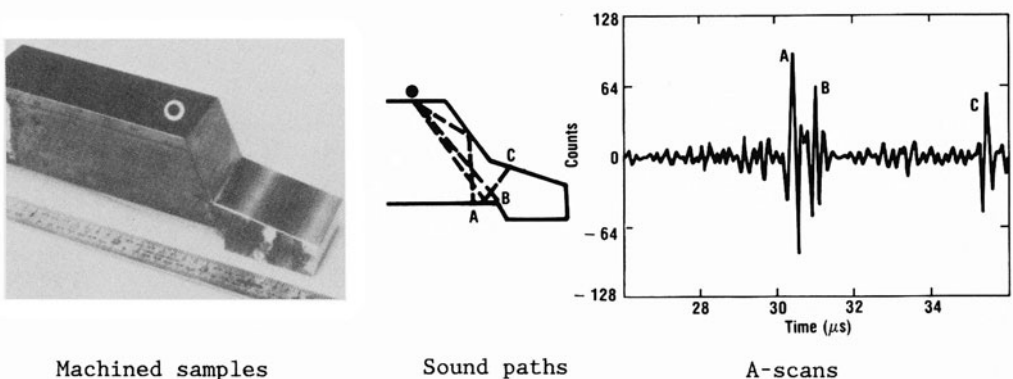 A
B
C
128
64
0
− 64
− 128
Counts
A
B
C
28
30
32
34
Time (μs)
Machined samples
Sound paths
A-scans